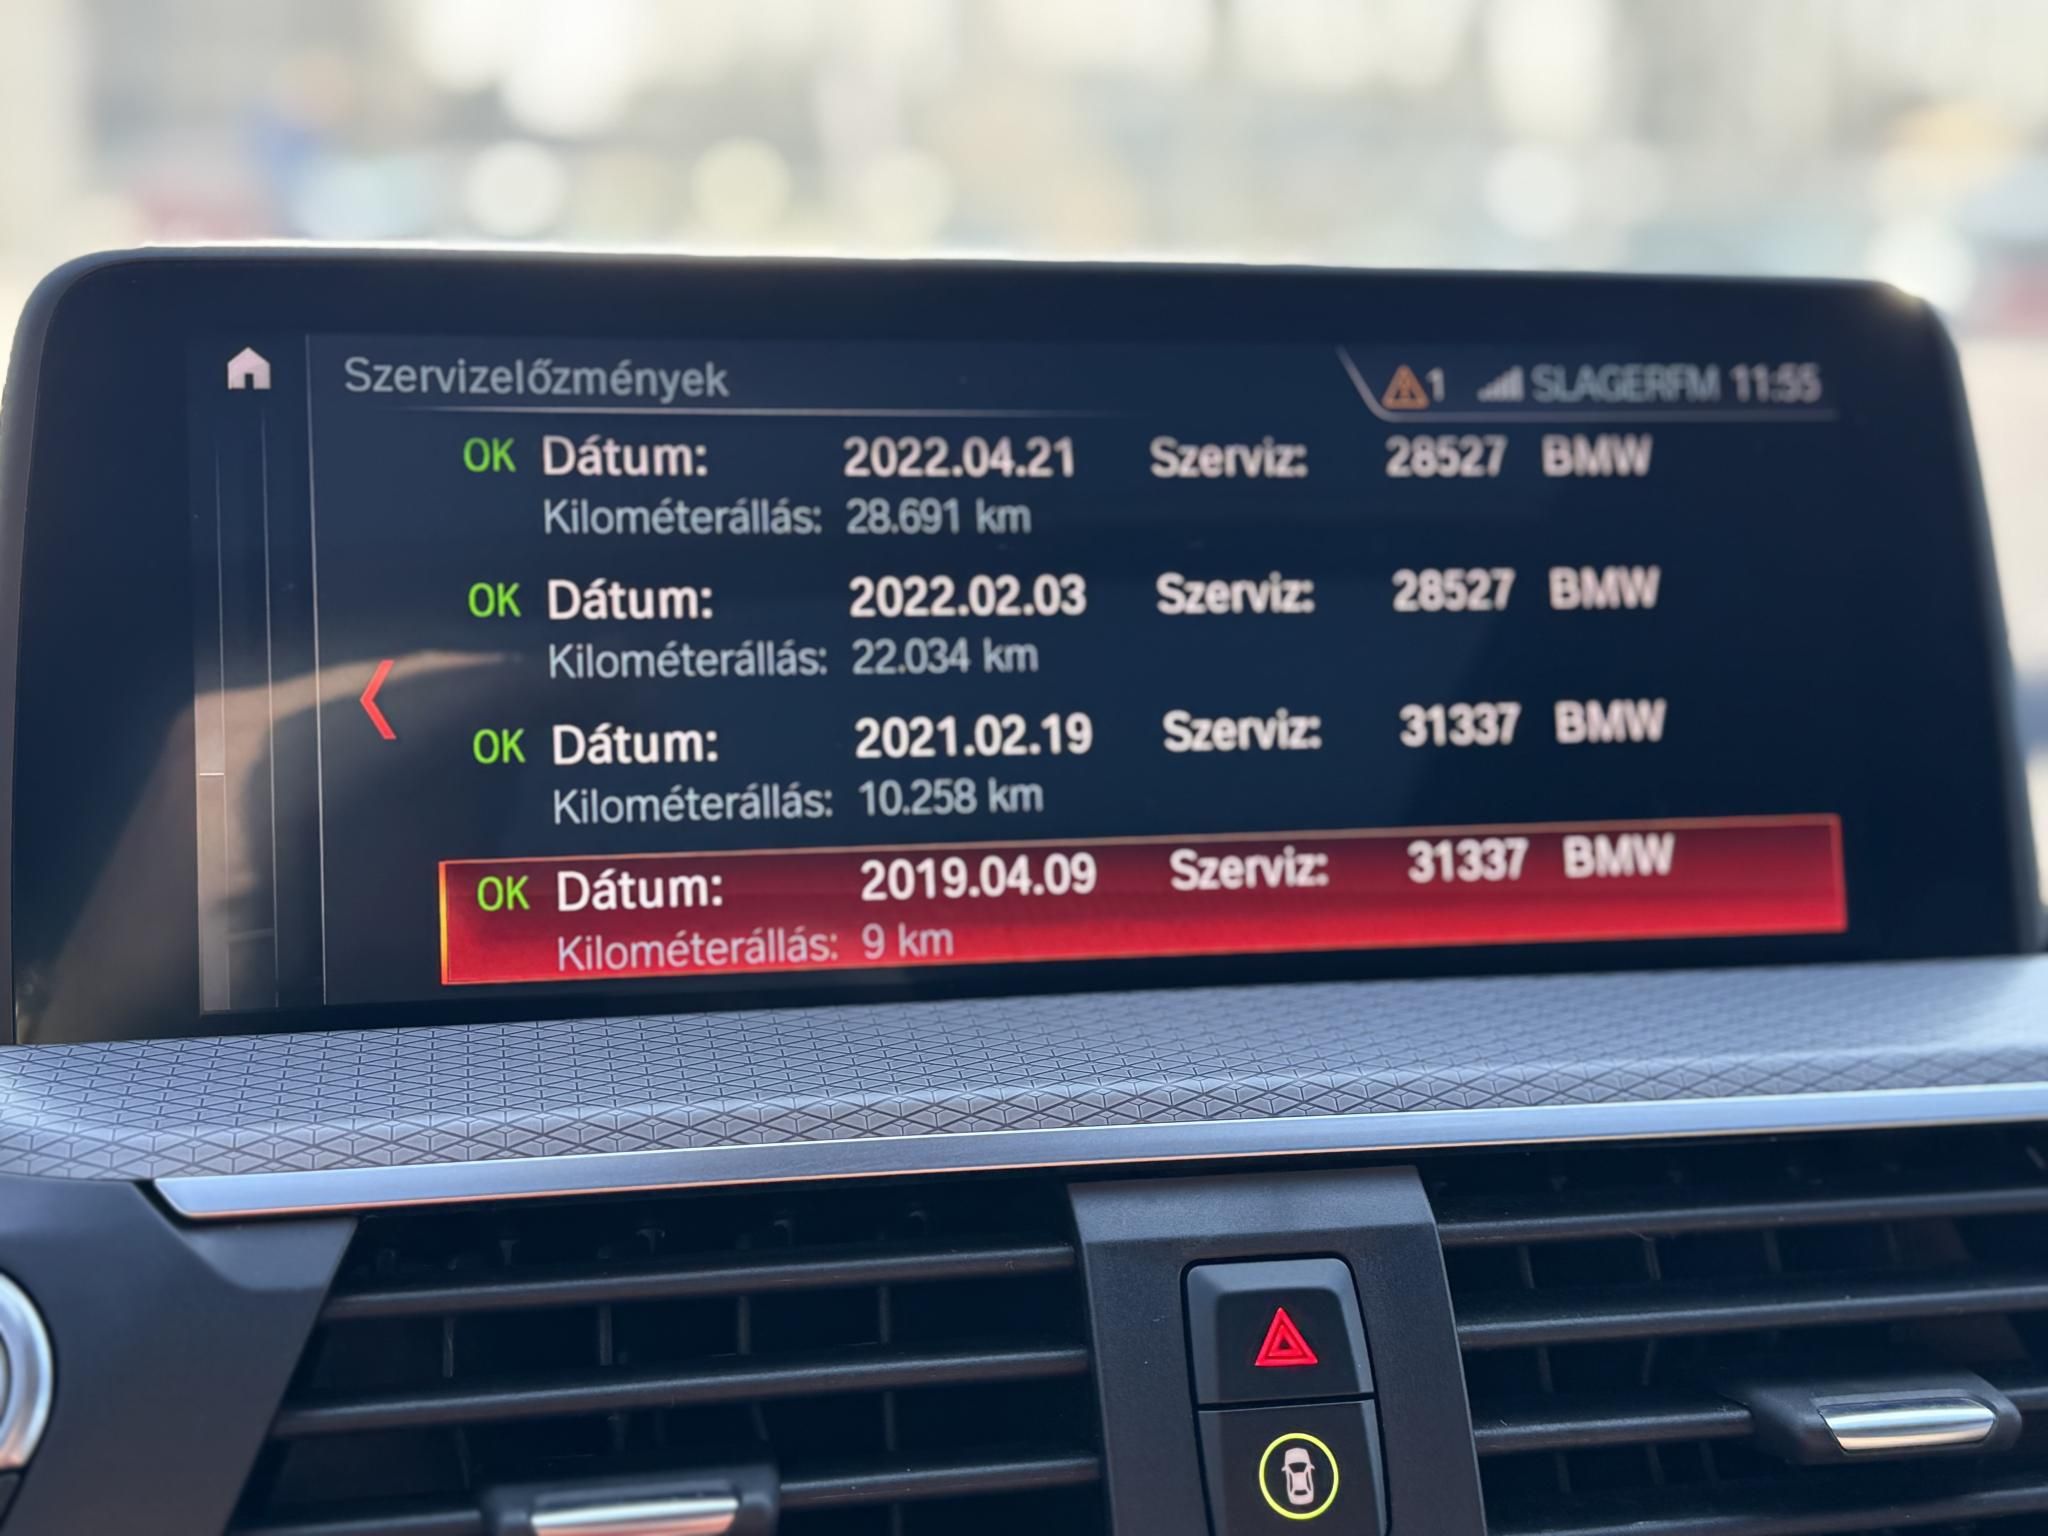 Szervizelőzmények
1 SLAGERFM 11:55
OK Dátum: 2022.04.21 Szerviz: 28527 BMW
Kilométerállás: 28.691 km
OK Dátum: 2022.02.03 Szerviz: 28527 BMW
Kilométerállás: 22.034 km
OK Dátum: 2021.02.19 Szerviz: 31337 BMW
Kilométerállás: 10.258 km
OK Dátum: 2019.04.09 Szerviz: 31337 BMW
Kilométerállás: 9 km